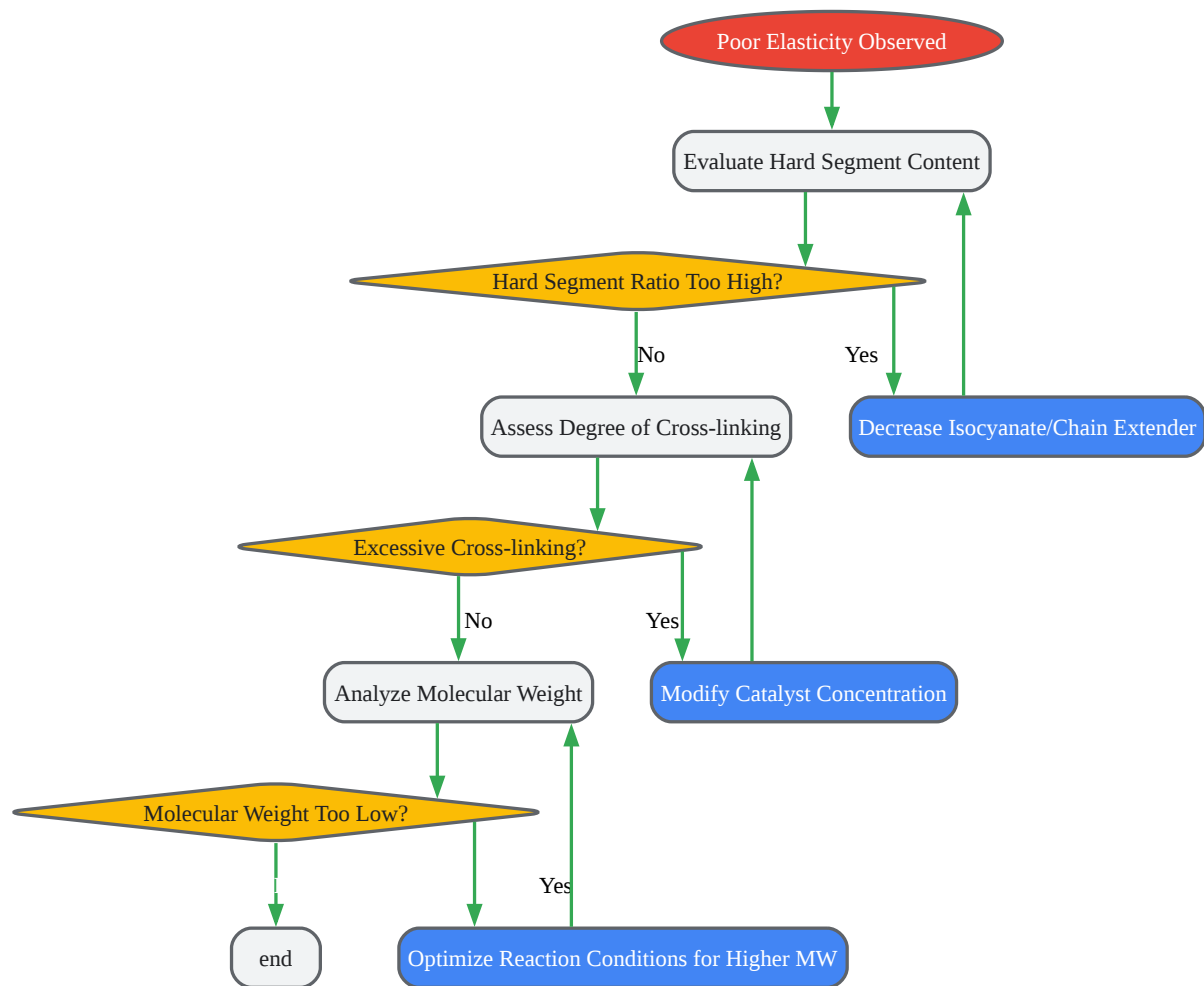 Poor Elasticity Observed
Evaluate Hard Segment Content
Hard Segment Ratio Too High?
No
Yes
Assess Degree of Cross-linking
Decrease Isocyanate/Chain Extender
Excessive Cross-linking?
No
Yes
Analyze Molecular Weight
Modify Catalyst Concentration
Molecular Weight Too Low?
Yes
end
Optimize Reaction Conditions for Higher MW